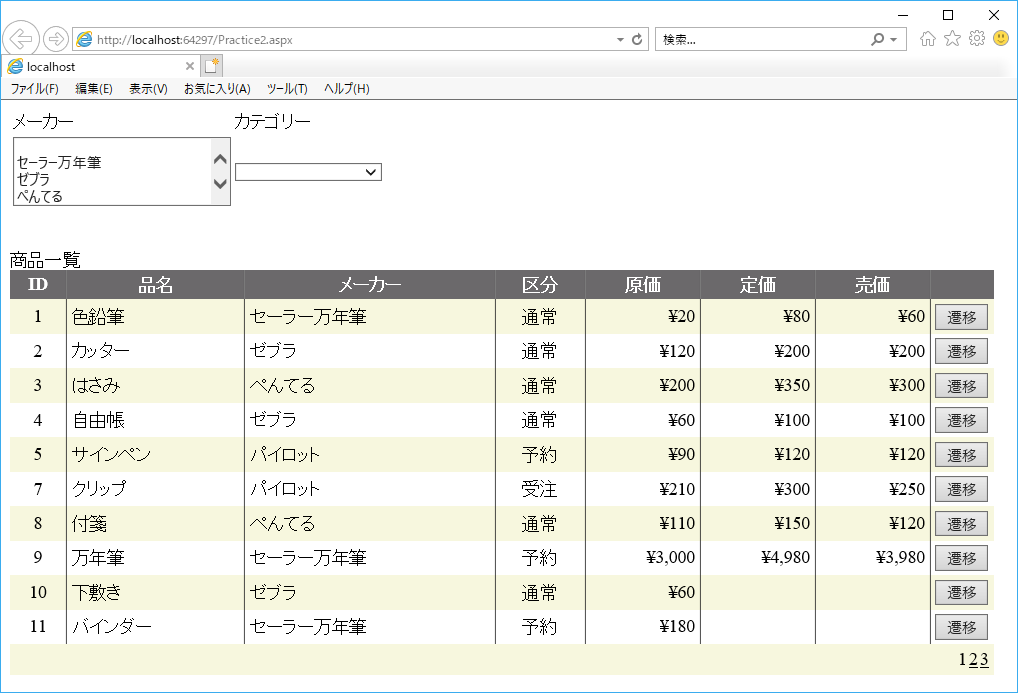 http://localhost:64297/Practice2.aspx 検索...
localhost
ファイル(F) 編集(E) 表示(V) お気に入り(A) ツール(T) ヘルプ(H)
メーカー カテゴリー
セーラー万年筆
ゼブラ
ぺんてる
商品一覧
ID 品名 メーカー 区分 原価 定価 売価
1 色鉛筆 セーラー万年筆 通常 ¥20 ¥80 ¥60 遷移
2 カッター ゼブラ 通常 ¥120 ¥200 ¥200 遷移
3 はさみ ぺんてる 通常 ¥200 ¥350 ¥300 遷移
4 自由帳 ゼブラ 通常 ¥60 ¥100 ¥100 遷移
5 サインペン パイロット 予約 ¥90 ¥120 ¥120 遷移
7 クリップ パイロット 受注 ¥210 ¥300 ¥250 遷移
8 付箋 ぺんてる 通常 ¥110 ¥150 ¥120 遷移
9 万年筆 セーラー万年筆 予約 ¥3,000 ¥4,980 ¥3,980 遷移
10 下敷き ゼブラ 通常 ¥60 遷移
11 バインダー セーラー万年筆 予約 ¥180 遷移
1 2 3